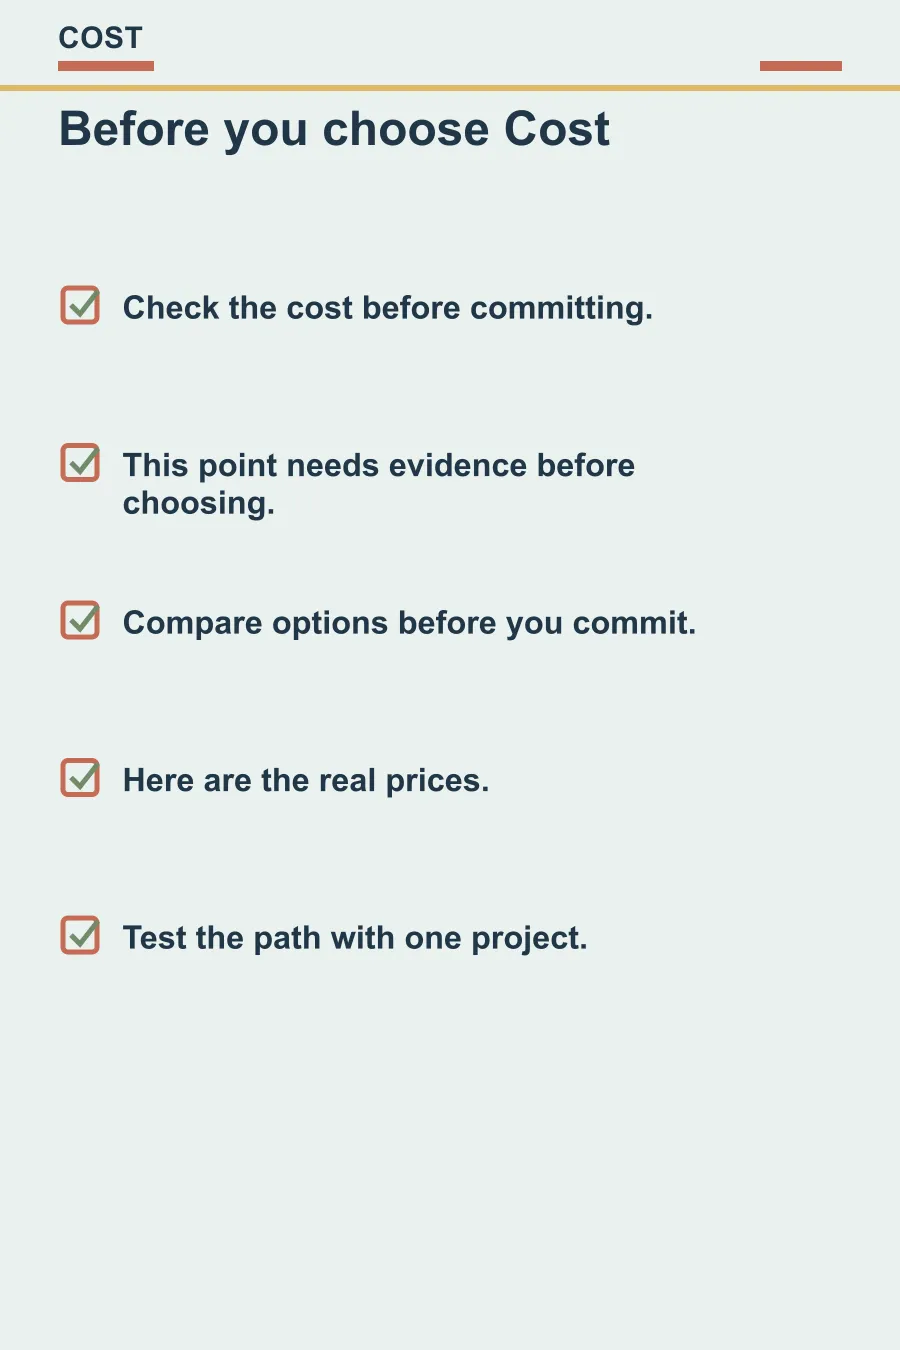 COST
Before you choose Cost
Check the cost before committing.
This point needs evidence before
choosing.
Compare options before you commit.
Here are the real prices.
Test the path with one project.